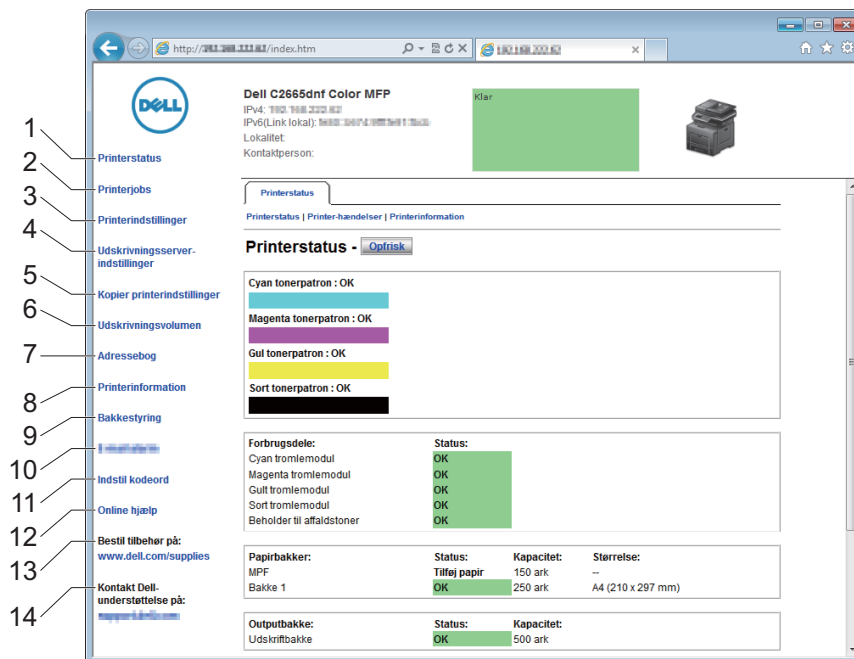 http:// /index.htm
DELL
Dell C2665dnf Color MFP
IPv4:
IPv6(Link lokal):
Lokalitet:
Kontaktperson:
Klar
1
2
3
4
5
6
7
8
9
10
11
12
13
14
Printerstatus
Printerjobs
Printerindstillinger
Udskrivningsserver-
indstillinger
Kopier printerindstillinger
Udskrivningsvolumen
Adressebog
Printerinformation
Bakkestyring
Indstil kodeord
Online hjælp
Bestil tilbehør på:
www.dell.com/supplies
Kontakt Dell-
understøttelse på:
Printerstatus
Printerstatus | Printer-hændelser | Printerinformation
Printerstatus - Opfrisk
Cyan tonerpatron : OK
Magenta tonerpatron : OK
Gul tonerpatron : OK
Sort tonerpatron : OK
Forbrugsdele: Status:
Cyan tromlemodul OK
Magenta tromlemodul OK
Gult tromlemodul OK
Sort tromlemodul OK
Beholder til affaldstoner OK
Papirbakker: Status: Kapacitet: Størrelse:
MPF Tilføj papir 150 ark --
Bakke 1 OK 250 ark A4 (210 x 297 mm)
Outputbakke: Status: Kapacitet:
Udskriftbakke OK 500 ark